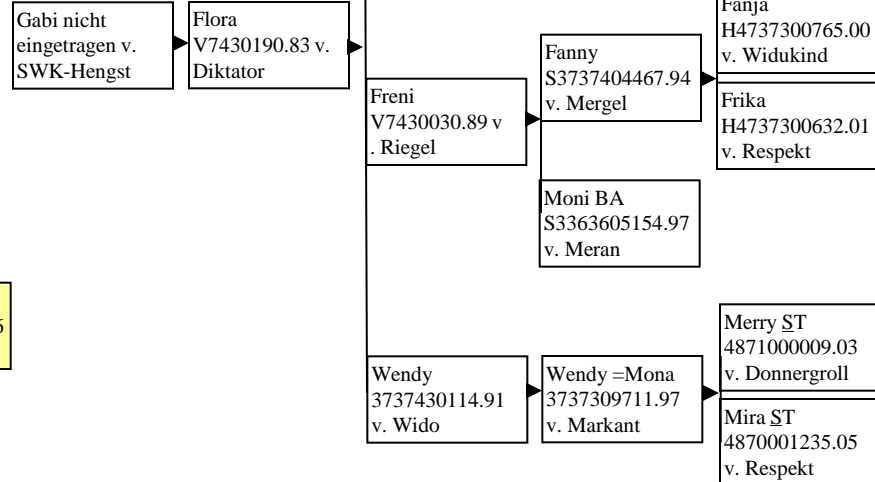 Gabi nicht
eingetragen v.
SWK-Hengst
Flora
V7430190.83 v.
Diktator
Freni
V7430030.89 v
. Riegel
Fanny
S3737404467.94
v. Mergel
Fanja
H4737300765.00
v. Widukind
Frika
H4737300632.01
v. Respekt
Moni BA
S3363605154.97
v. Meran
Wendy
3737430114.91
v. Wido
Wendy =Mona
3737309711.97
v. Markant
Merry ST
4871000009.03
v. Donnergroll
Mira ST
4870001235.05
v. Respekt